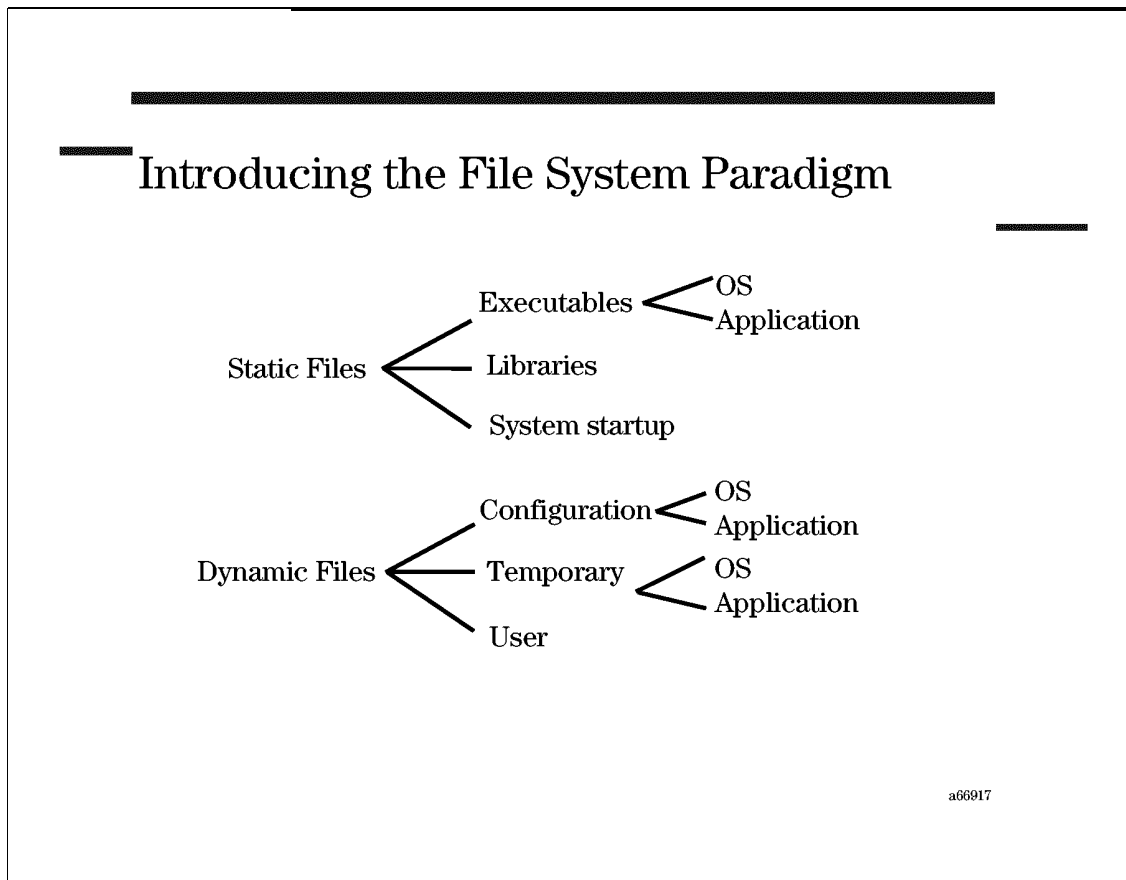 Introducing the File System Paradigm
Static Files
Executables
OS
Application
Libraries
System startup
Dynamic Files
Configuration
OS
Application
Temporary
OS
Application
User
a66917